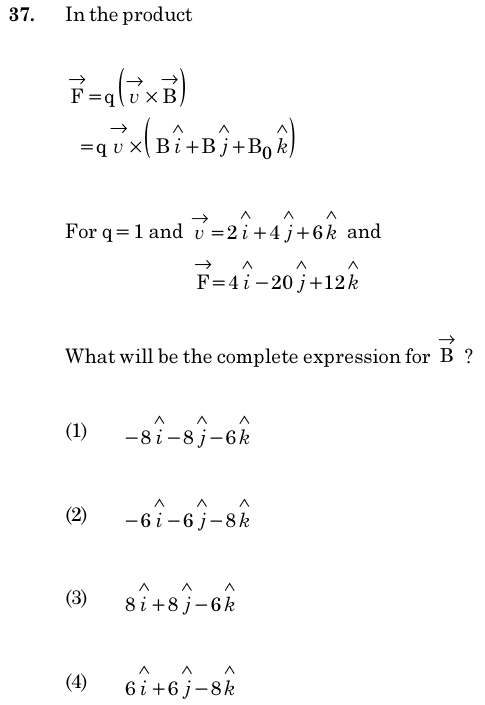 37. In the product
F⃗ = q(v⃗ × B⃗)
= q v⃗ × (B î + B ĵ + B₀ k̂)
For q = 1 and v⃗ = 2 î + 4 ĵ + 6 k̂ and
F⃗ = 4 î − 20 ĵ + 12 k̂
What will be the complete expression for B⃗ ?
(1) −8 î − 8 ĵ − 6 k̂
(2) −6 î − 6 ĵ − 8 k̂
(3) 8 î + 8 ĵ − 6 k̂
(4) 6 î + 6 ĵ − 8 k̂